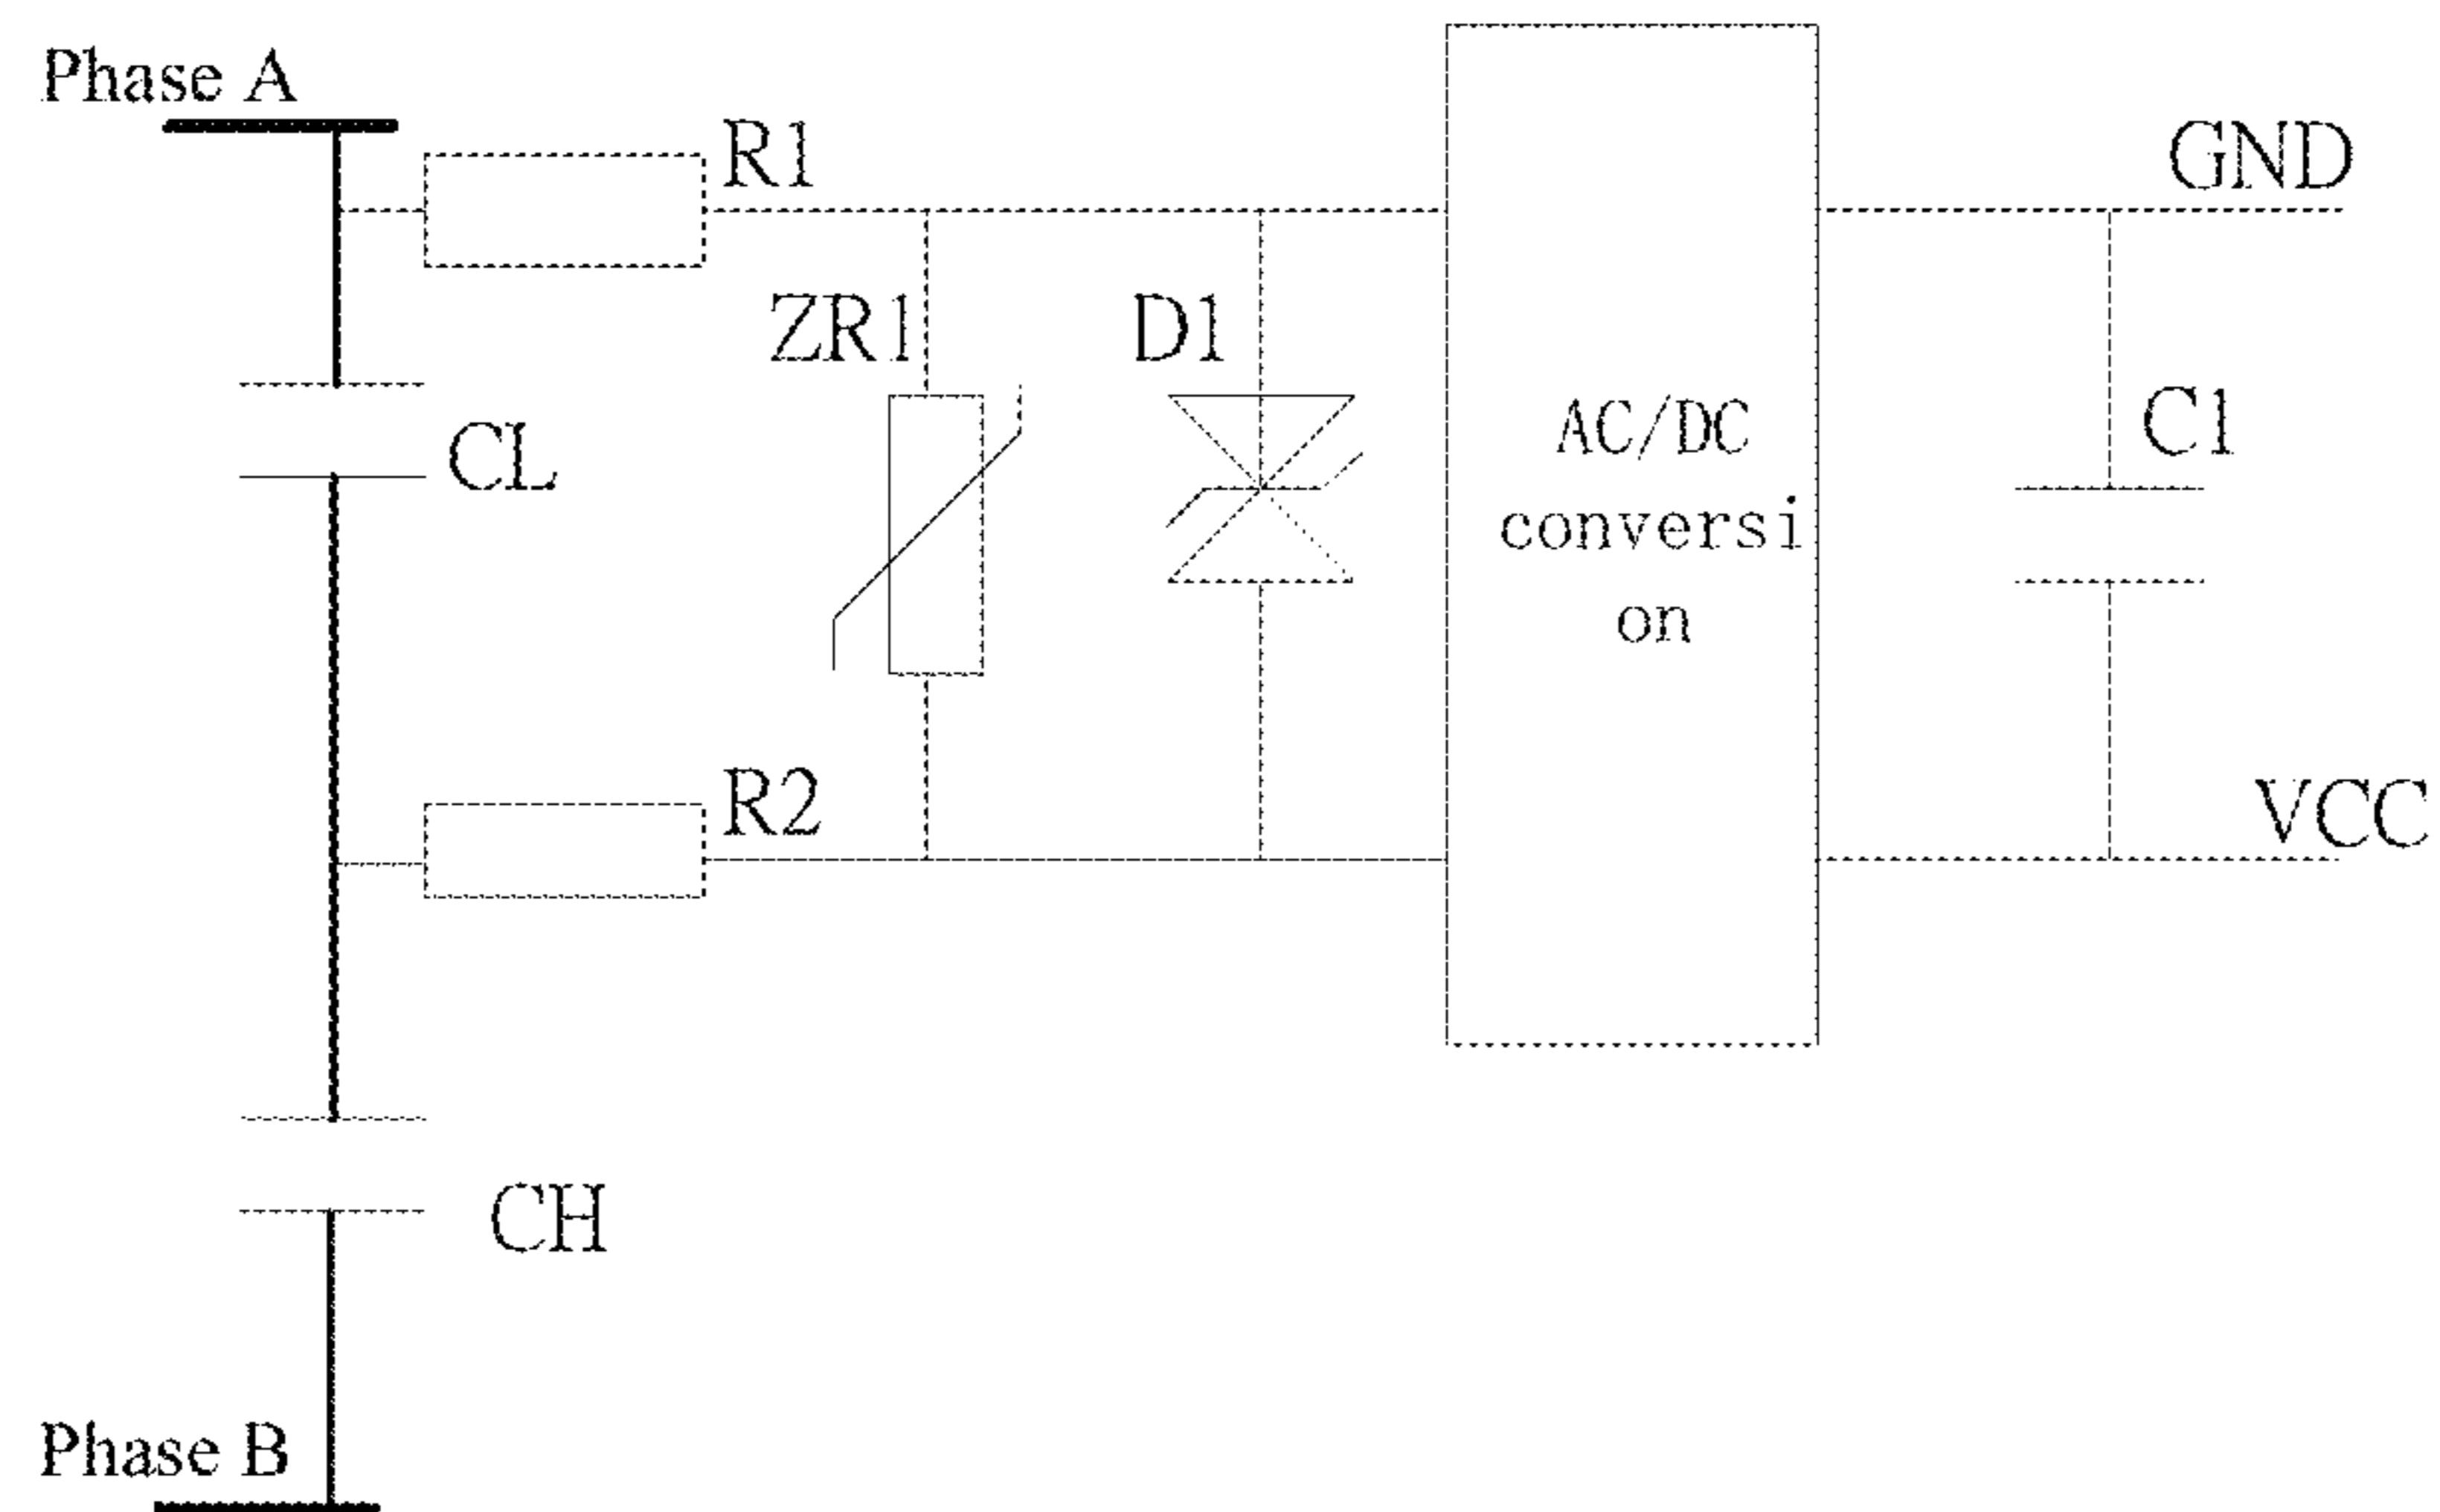 Phase A
R1
GND
ZR1
D1
CL
AC/DC
conversi
on
C1
R2
VCC
CH
Phase B